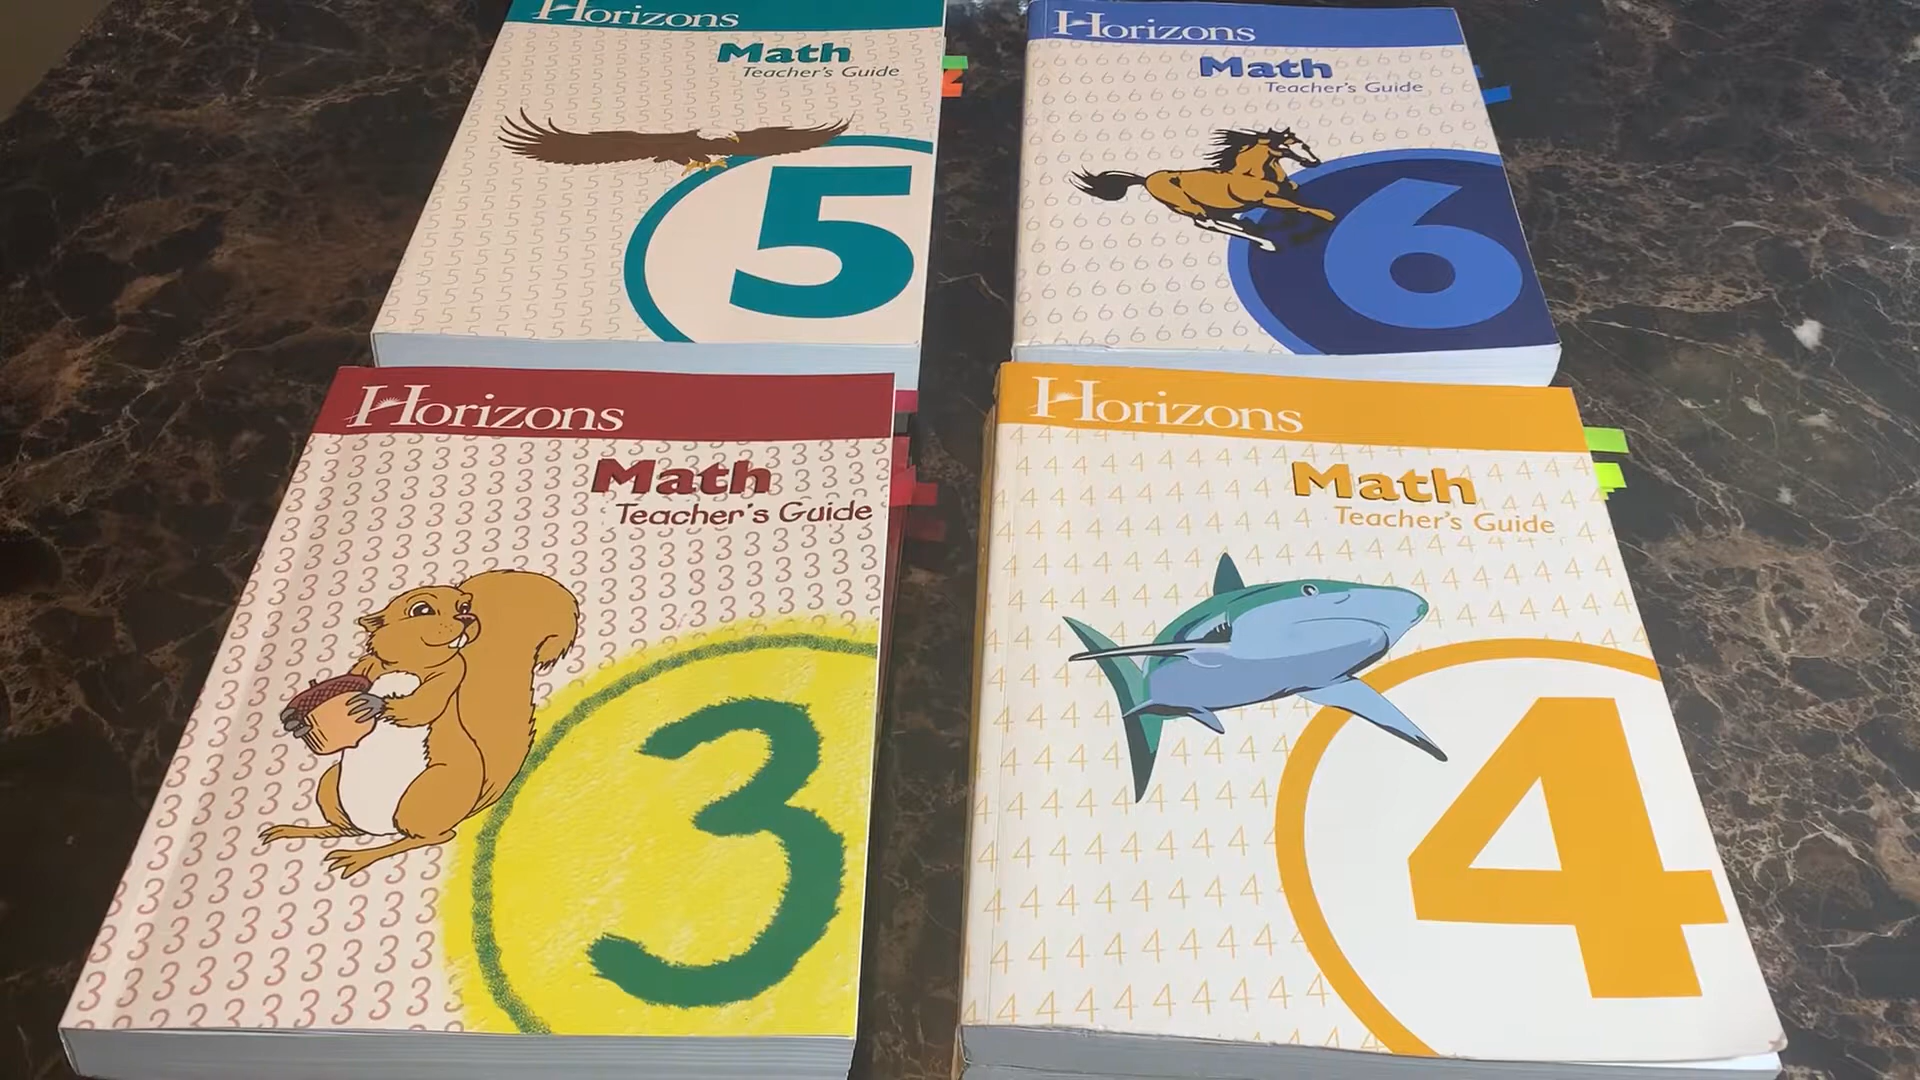 Horizons
Math
Teacher's Guide
5
Horizons
Math
Teacher's Guide
6
Horizons
Math
Teacher's Guide
3
Horizons
Math
Teacher's Guide
4